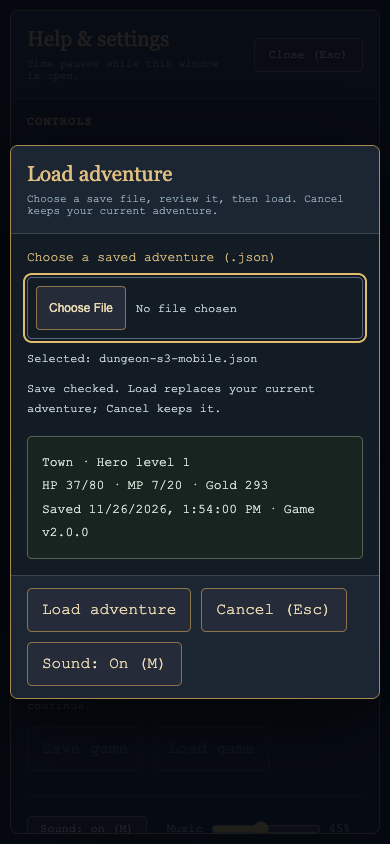 Help & settings
Time pauses while this window
is open.
Close (Esc)
CONTROLS
Load adventure
Choose a save file, review it, then load. Cancel
keeps your current adventure.
Choose a saved adventure (.json)
Choose File
No file chosen
Selected: dungeon-s3-mobile.json
Save checked. Load replaces your current
adventure; Cancel keeps it.
Town · Hero level 1
HP 37/80 · MP 7/20 · Gold 293
Saved 11/26/2026, 1:54:00 PM · Game
v2.0.0
Load adventure
Cancel (Esc)
Sound: On (M)
continue.
Save game
Load game
Sound: on (M)
Music
45%